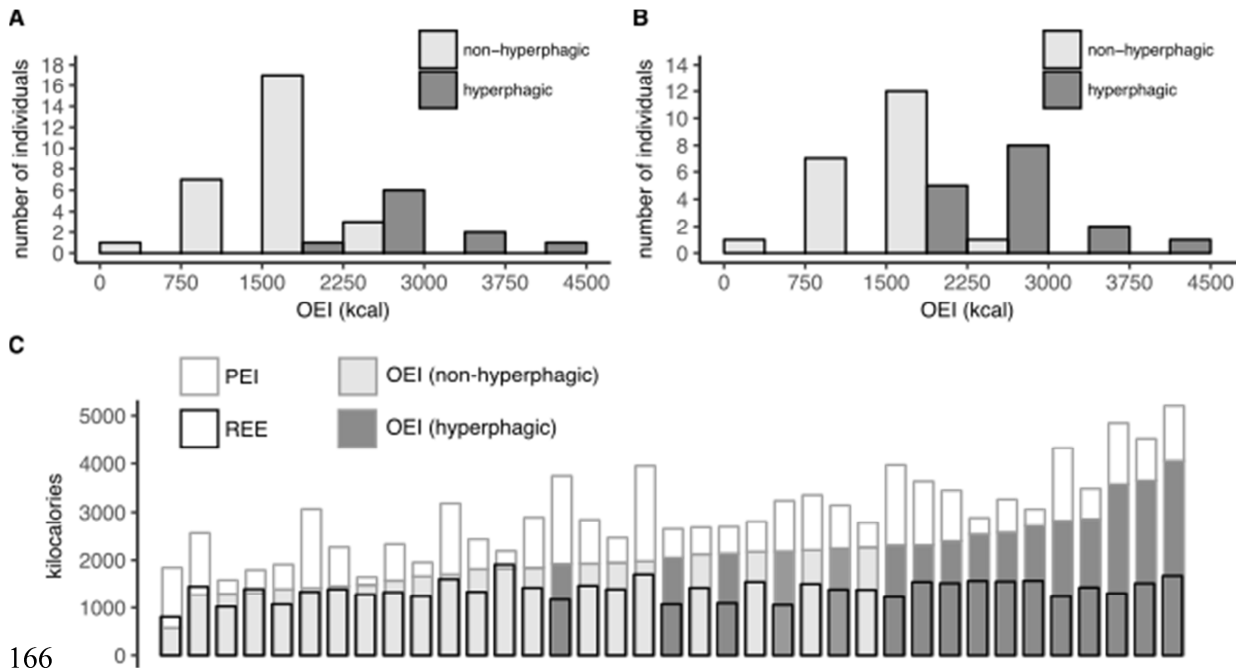 A
non−hyperphagic
hyperphagic
number of individuals
18
16
14
12
10
8
6
4
2
0
0 750 1500 2250 3000 3750 4500
OEI (kcal)
B
non−hyperphagic
hyperphagic
number of individuals
14
12
10
8
6
4
2
0
0 750 1500 2250 3000 3750 4500
OEI (kcal)
C
PEI OEI (non-hyperphagic)
REE OEI (hyperphagic)
kilocalories
5000
4000
3000
2000
1000
0
166